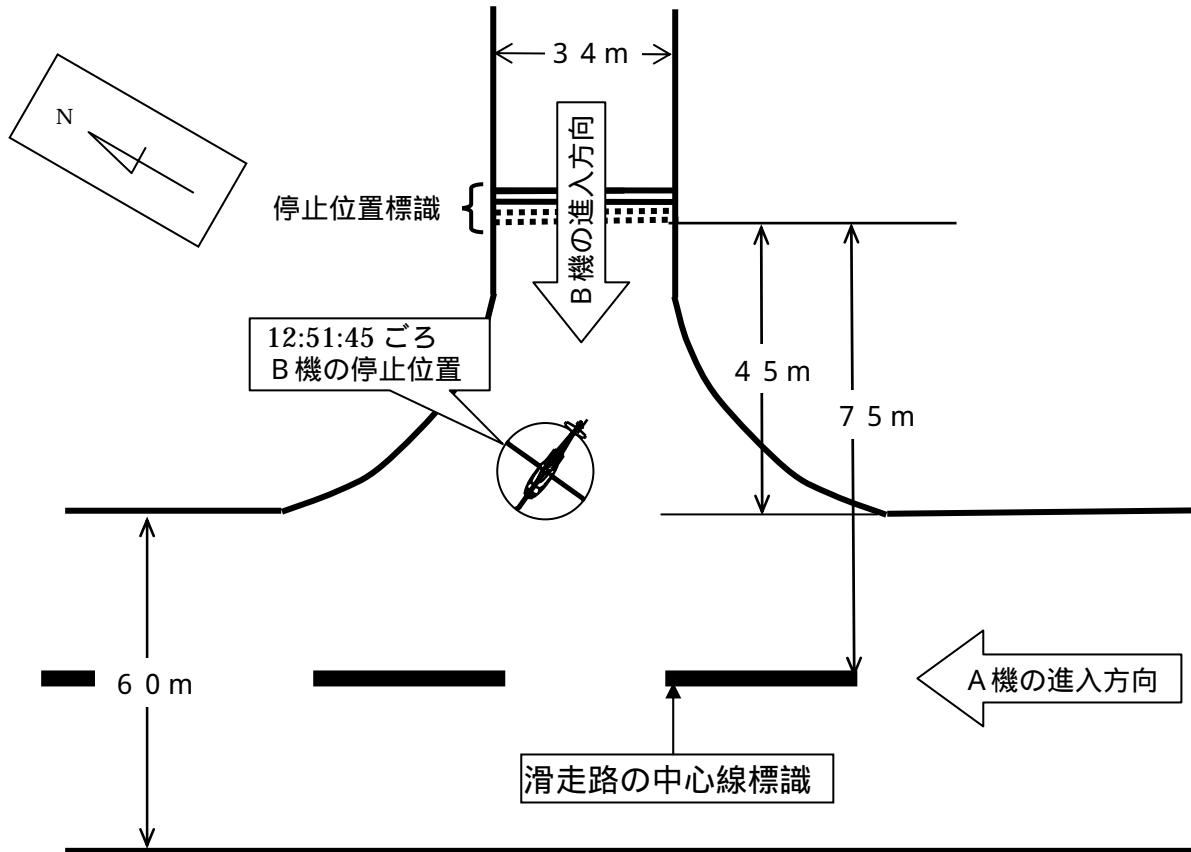 ３４m
N
B機の進入方向
停止位置標識
12:51:45 ごろ
B機の停止位置
４５m
７５m
６０m
A機の進入方向
滑走路の中心線標識